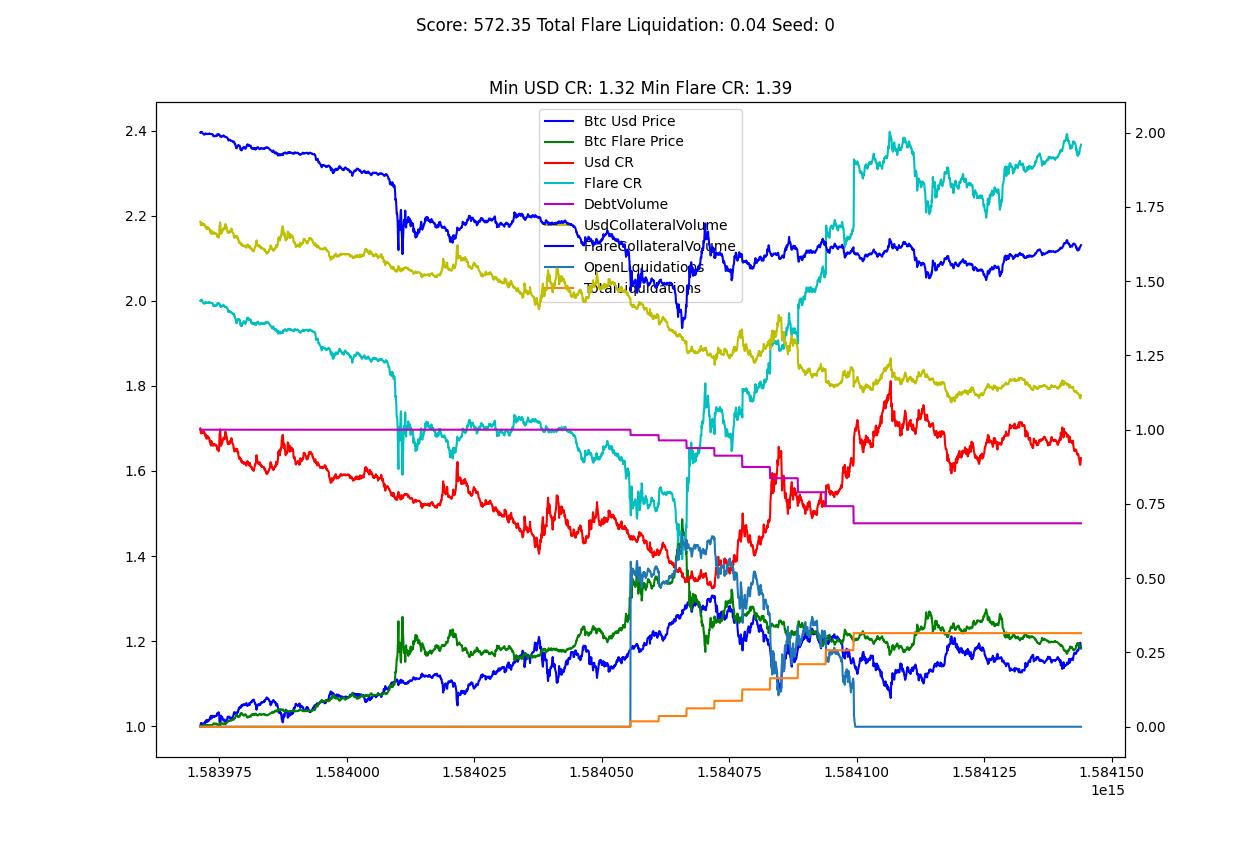 Score: 572.35 Total Flare Liquidation: 0.04 Seed: 0
Min USD CR: 1.32 Min Flare CR: 1.39
Btc Usd Price
Btc Flare Price
Usd CR
Flare CR
DebtVolume
UsdCollateralVolume
FlareCollateralVolume
OpenLiquidations
TotalLiquidations
2.4
2.2
2.0
1.8
1.6
1.4
1.2
1.0
2.00
1.75
1.50
1.25
1.00
0.75
0.50
0.25
0.00
1.583975 1.584000 1.584025 1.584050 1.584075 1.584100 1.584125 1.584150
1e15